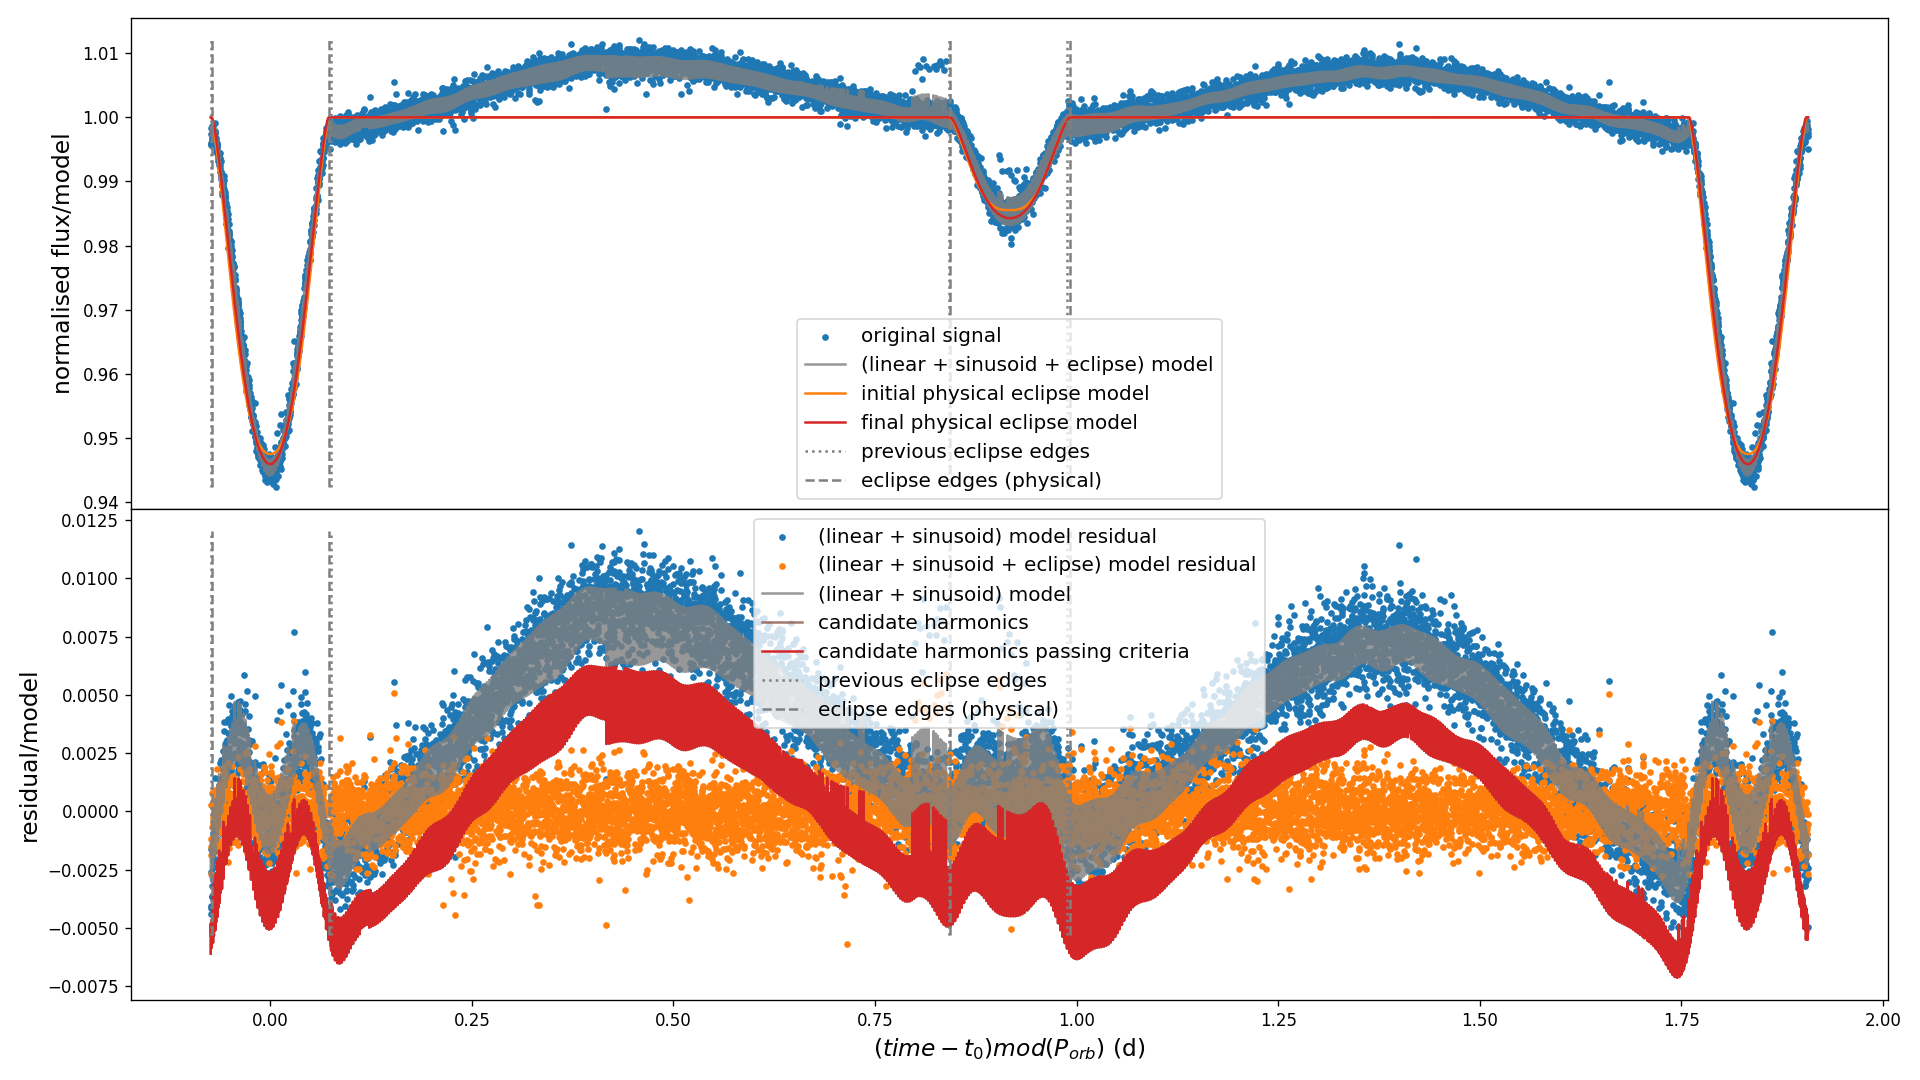 normalised flux/model
1.01
1.00
0.99
0.98
0.97
0.96
0.95
0.94
original signal
(linear + sinusoid + eclipse) model
initial physical eclipse model
final physical eclipse model
previous eclipse edges
eclipse edges (physical)
residual/model
0.0125
0.0100
0.0075
0.0050
0.0025
0.0000
−0.0025
−0.0050
−0.0075
(linear + sinusoid) model residual
(linear + sinusoid + eclipse) model residual
(linear + sinusoid) model
candidate harmonics
candidate harmonics passing criteria
previous eclipse edges
eclipse edges (physical)
0.00 0.25 0.50 0.75 1.00 1.25 1.50 1.75 2.00
(time − t₀)mod(P_orb) (d)